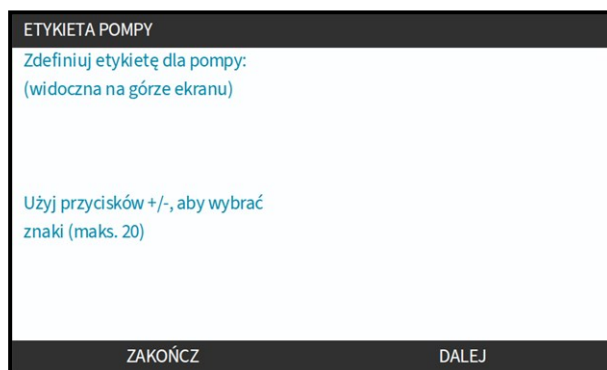 ETYKIETA POMPY
Zdefiniuj etykietę dla pompy:
(widoczna na górze ekranu)
Użyj przycisków +/-, aby wybrać
znaki (maks. 20)
ZAKOŃCZ DALEJ